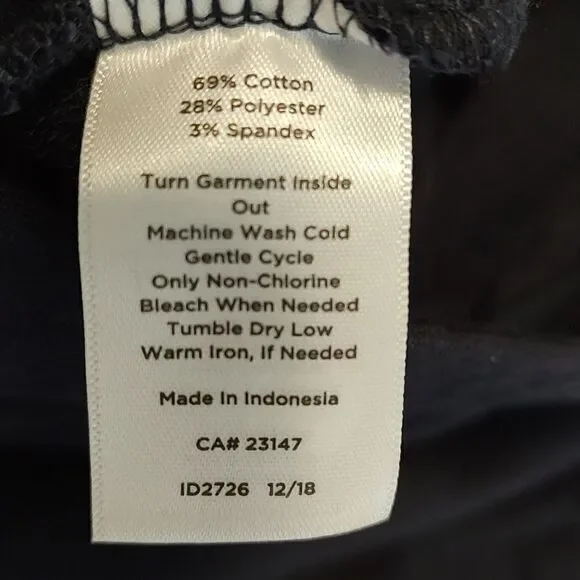 69% Cotton
28% Polyester
3% Spandex
Turn Garment Inside
Out
Machine Wash Cold
Gentle Cycle
Only Non-Chlorine
Bleach When Needed
Tumble Dry Low
Warm Iron, If Needed
Made In Indonesia
CA# 23147
ID2726 12/18